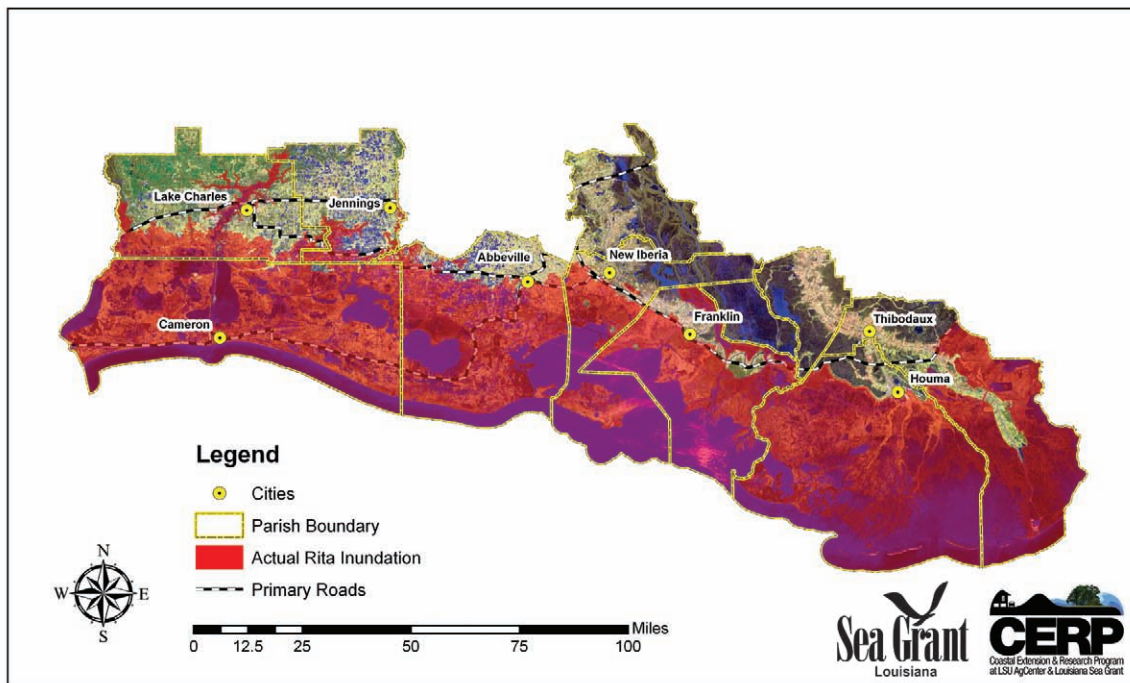 Lake Charles
Jennings
Abbeville
New Iberia
Cameron
Franklin
Thibodaux
Houma
Legend
Cities
Parish Boundary
Actual Rita Inundation
Primary Roads
N
W E
S
Miles
0 12.5 25 50 75 100
Sea Grant
Louisiana
CERP
Coastal Extension & Research Program
at LSU AgCenter & Louisiana Sea Grant